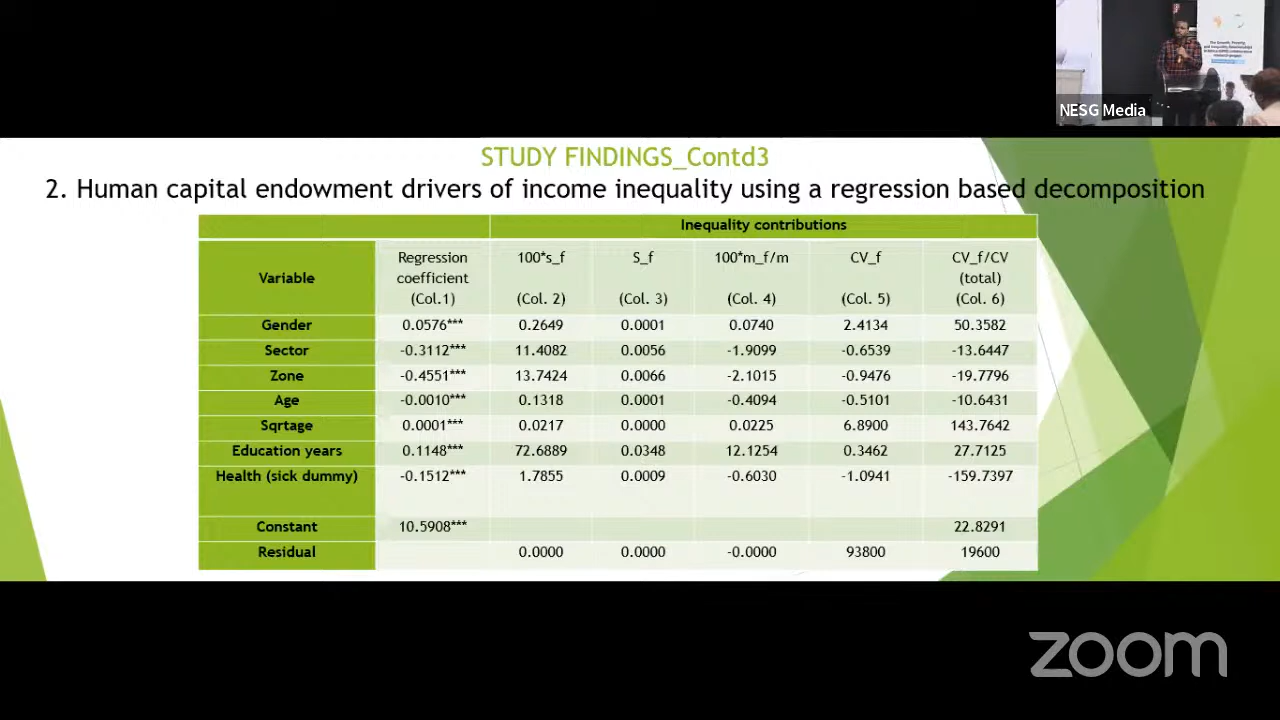 NESG Media
STUDY FINDINGS_Contd3
2. Human capital endowment drivers of income inequality using a regression based decomposition
Inequality contributions
Variable Regression coefficient (Col.1) 100*s_f (Col. 2) S_f (Col. 3) 100*m_f/m (Col. 4) CV_f (Col. 5) CV_f/CV (total) (Col. 6)
Gender 0.0576*** 0.2649 0.0001 0.0740 2.4134 50.3582
Sector -0.3112*** 11.4082 0.0056 -1.9099 -0.6539 -13.6447
Zone -0.4551*** 13.7424 0.0066 -2.1015 -0.9476 -19.7796
Age -0.0010*** 0.1318 0.0001 -0.4094 -0.5101 -10.6431
Sqrtage 0.0001*** 0.0217 0.0000 0.0225 6.8900 143.7642
Education years 0.1148*** 72.6889 0.0348 12.1254 0.3462 27.7125
Health (sick dummy) -0.1512*** 1.7855 0.0009 -0.6030 -1.0941 -159.7397
Constant 10.5908*** 22.8291
Residual 0.0000 0.0000 -0.0000 93800 19600
zoom